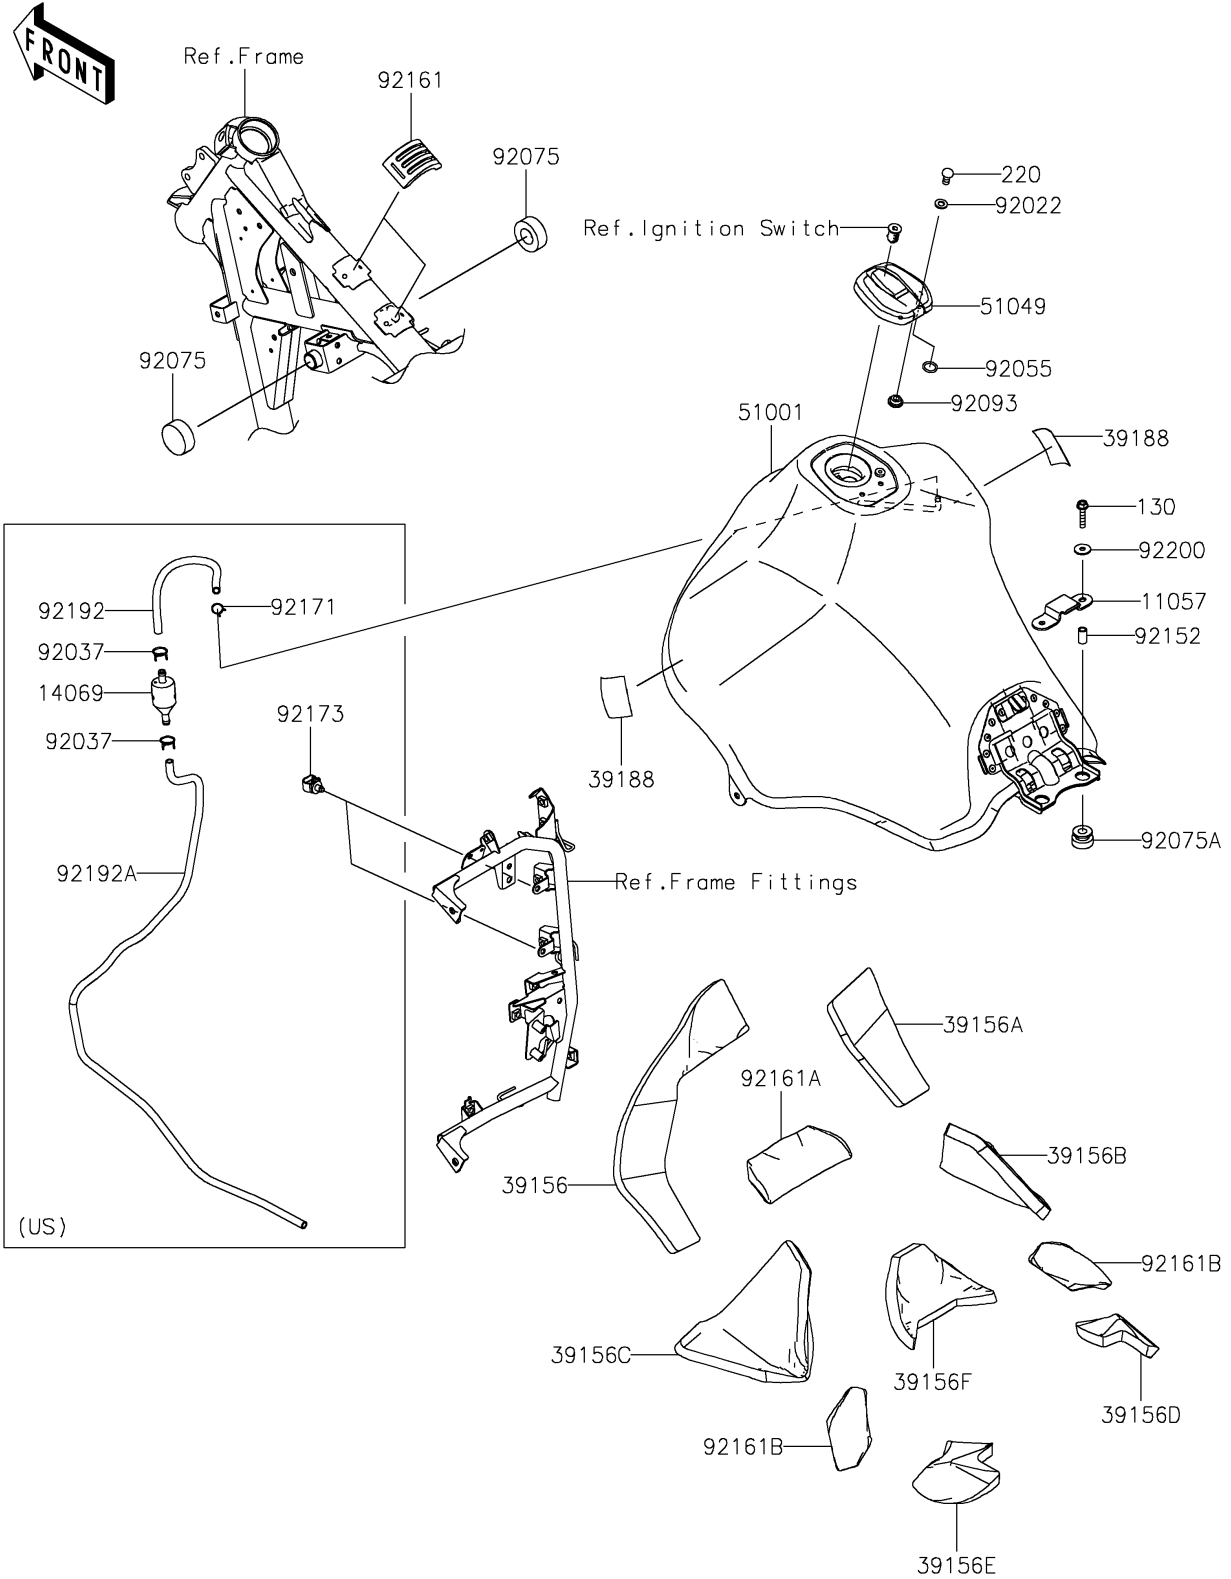 FRONT
Ref.Frame
92161
92075
220
92022
Ref.Ignition Switch
51049
92075
92055
92093
51001
39188
130
92200
92192
92171
11057
92037
92152
14069
92173
92037
39188
92075A
92192A
Ref.Frame Fittings
39156A
92161A
39156B
39156
(US)
92161B
39156C
39156F
39156D
92161B
39156E